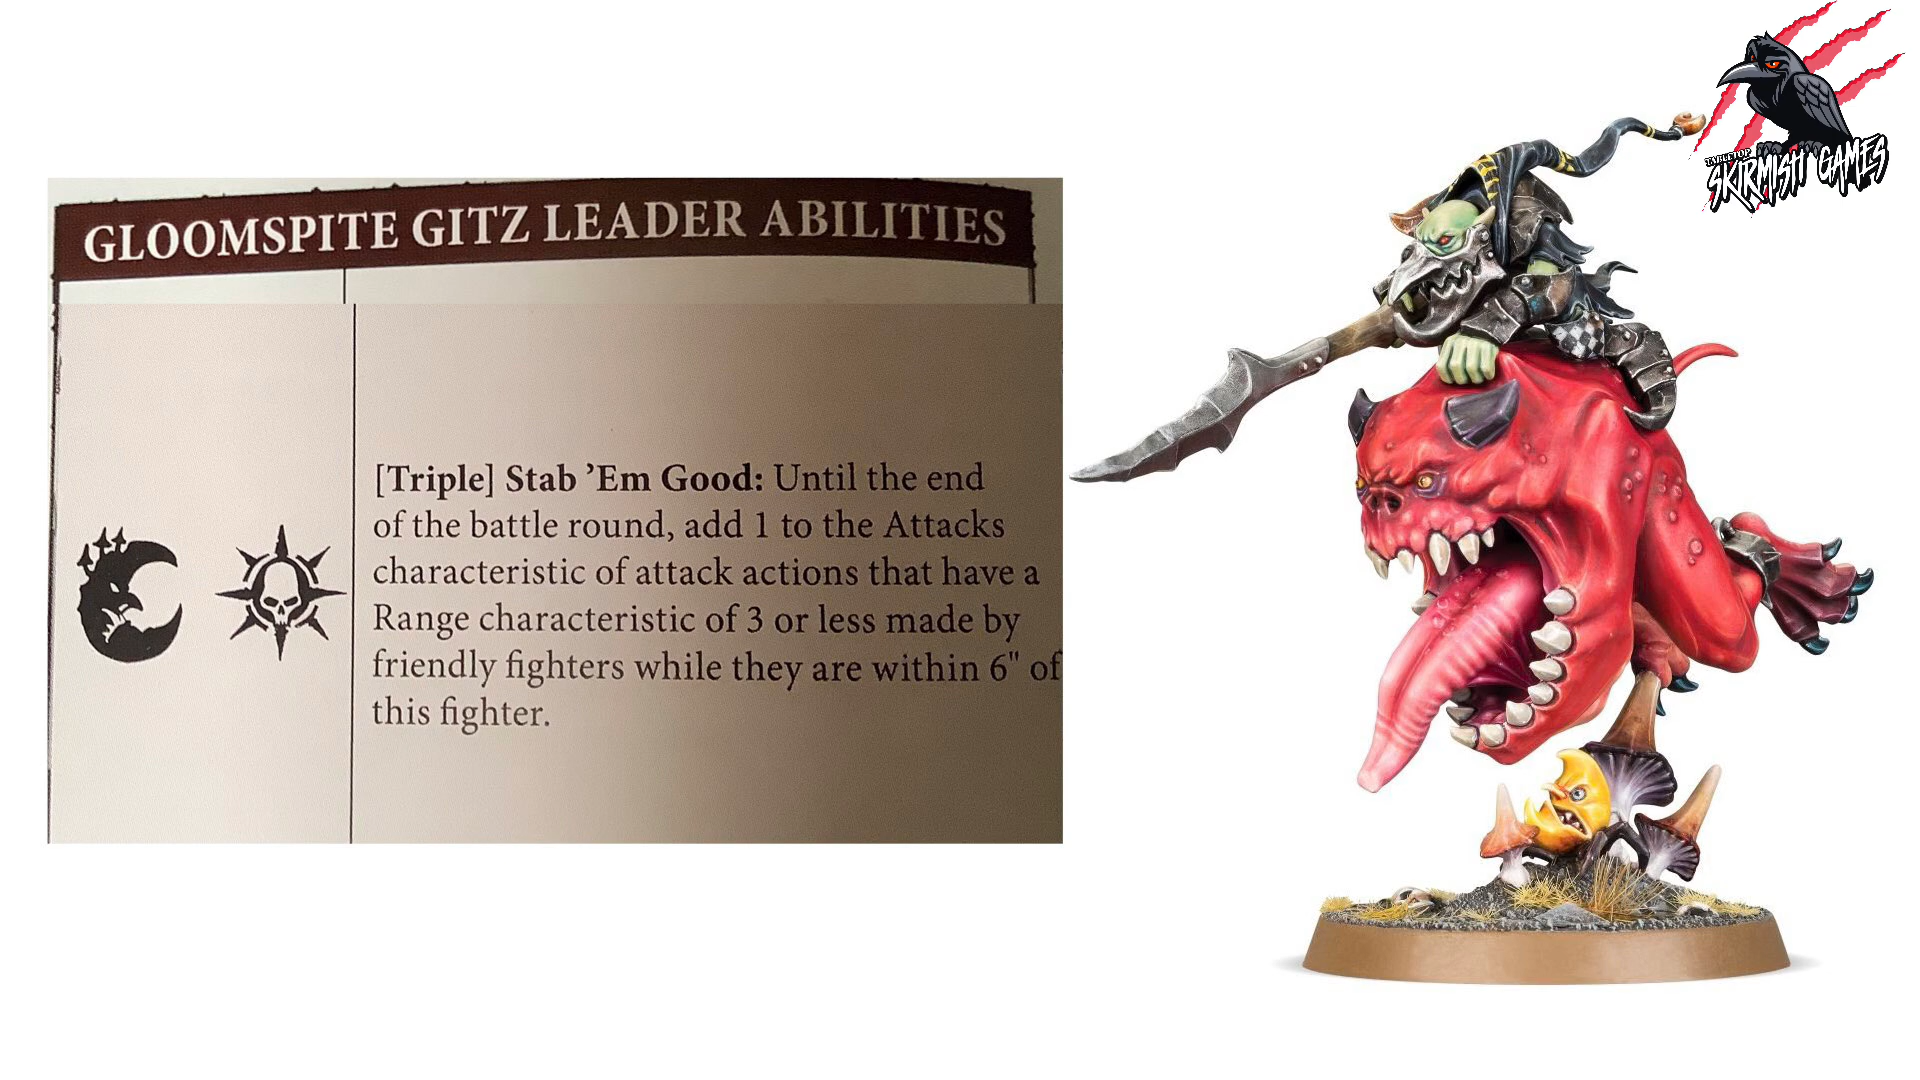 GLOOMSPITE GITZ LEADER ABILITIES
[Triple] Stab ’Em Good: Until the end
of the battle round, add 1 to the Attacks
characteristic of attack actions that have a
Range characteristic of 3 or less made by
friendly fighters while they are within 6" of
this fighter.
TABLETOP
SKIRMISH GAMES